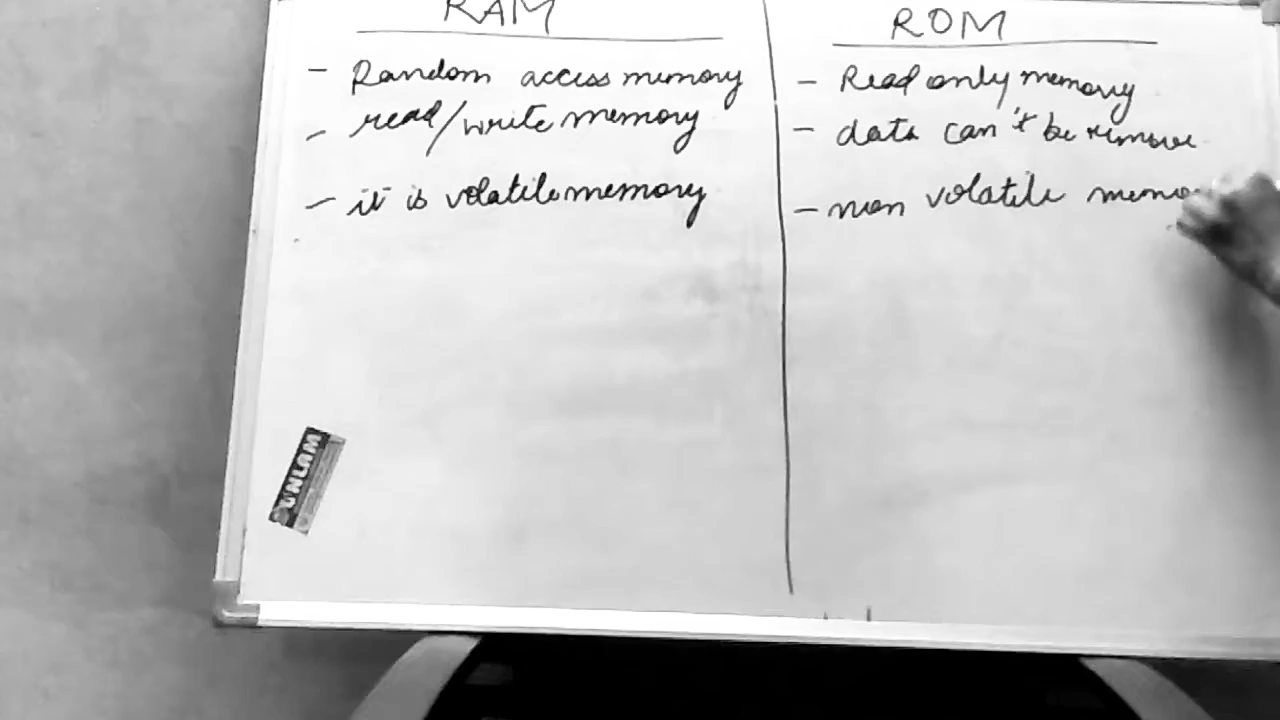 RAM
- Random access memory
- read/write memory
- it is volatile memory
ROM
- Read only memory
- data can't be remove
- non volatile memo